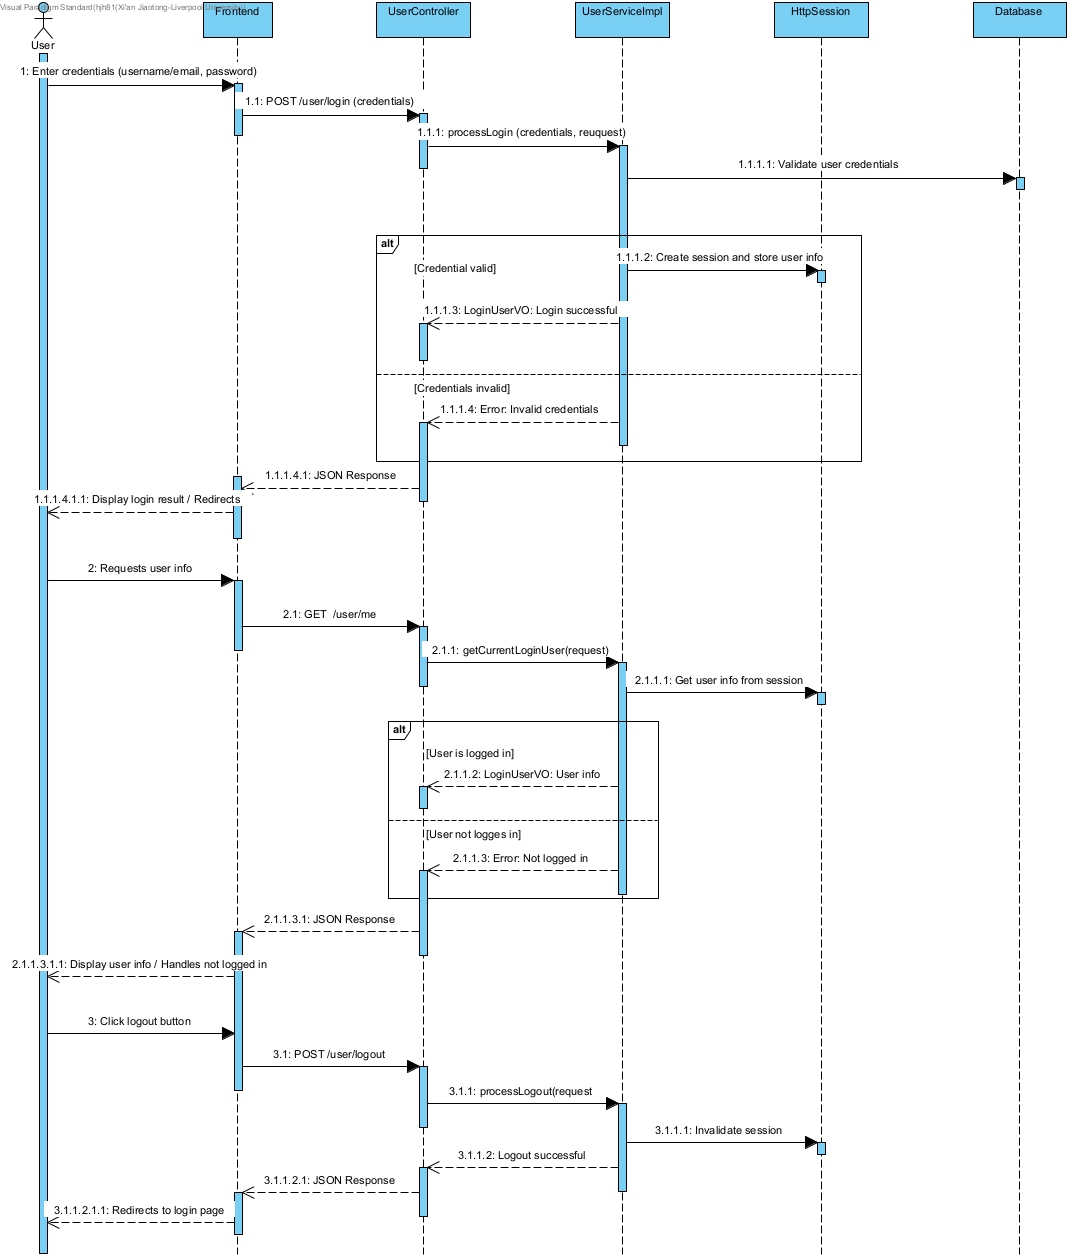 Visual Paradigm Standard(hjh81(Xi'an Jiaotong-Liverpool University))
User
Frontend
UserController
UserServiceImpl
HttpSession
Database
1: Enter credentials (username/email, password)
1.1: POST /user/login (credentials)
1.1.1: processLogin (credentials, reuquest)
1.1.1.1: Validate user credentials
alt
1.1.1.2: Create session and store user info
[Credential valid]
1.1.1.3: LoginUserVO: Login successful
[Credentials invalid]
1.1.1.4: Error: Invalid credentials
1.1.1.4.1: JSON Response
1.1.1.4.1.1: Display login result / Redirects
2: Requests user info
2.1: GET  /user/me
2.1.1: getCurrentLoginUser(request)
2.1.1.1: Get user info from session
alt
[User is logged in]
2.1.1.2: LoginUserVO: User info
[User not logges in]
2.1.1.3: Error: Not logged in
2.1.1.3.1: JSON Response
2.1.1.3.1.1: Display user info / Handles not logged in
3: Click logout button
3.1: POST /user/logout
3.1.1: processLogout(request
3.1.1.1: Invalidate session
3.1.1.2: Logout successful
3.1.1.2.1: JSON Response
3.1.1.2.1.1: Redirects to login page